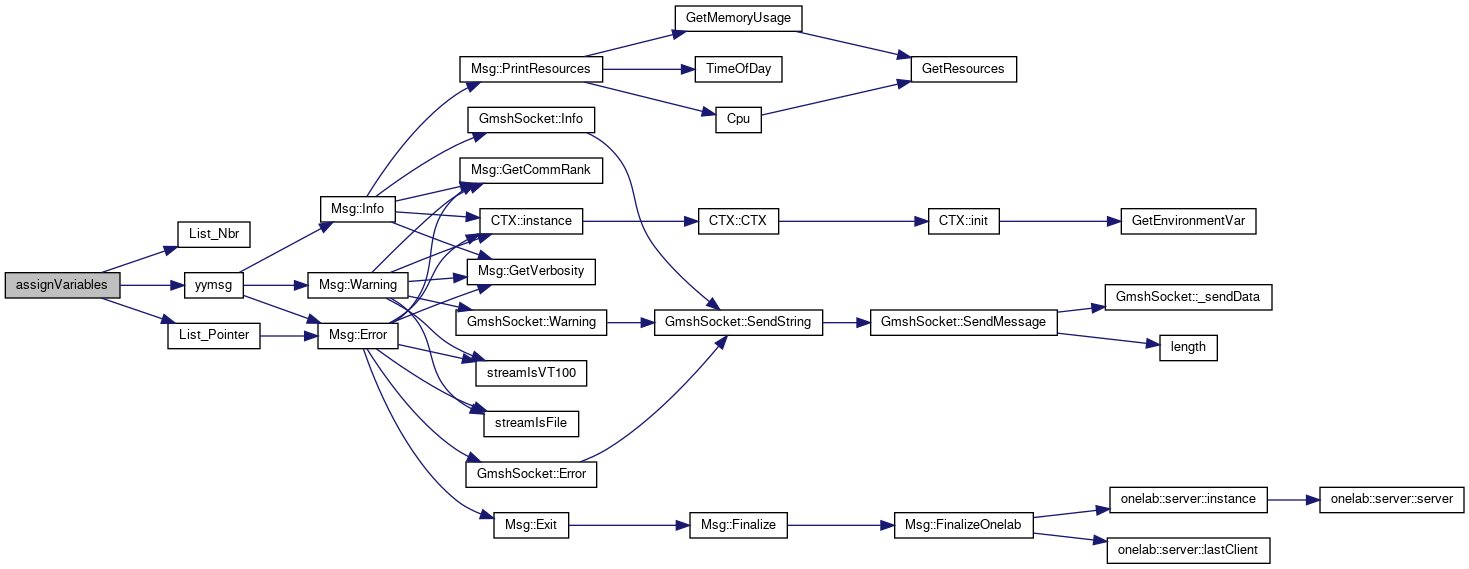 GetMemoryUsage
Msg::PrintResources
TimeOfDay
GetResources
Cpu
GmshSocket::Info
Msg::GetCommRank
Msg::Info
CTX::instance
CTX::CTX
CTX::init
GetEnvironmentVar
List_Nbr
Msg::GetVerbosity
assignVariables
yymsg
Msg::Warning
GmshSocket::_sendData
GmshSocket::Warning
GmshSocket::SendString
GmshSocket::SendMessage
List_Pointer
Msg::Error
length
streamIsVT100
streamIsFile
GmshSocket::Error
onelab::server::instance
onelab::server::server
Msg::Exit
Msg::Finalize
Msg::FinalizeOnelab
onelab::server::lastClient